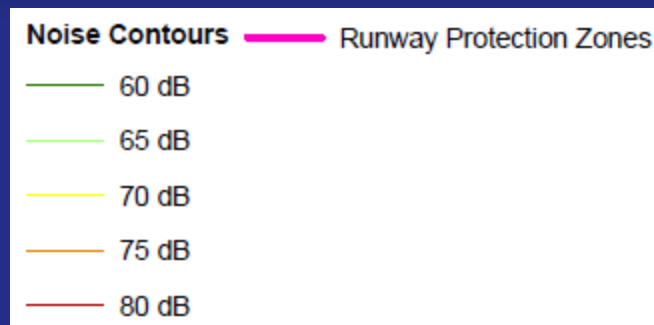 Noise Contours Runway Protection Zones
60 dB
65 dB
70 dB
75 dB
80 dB